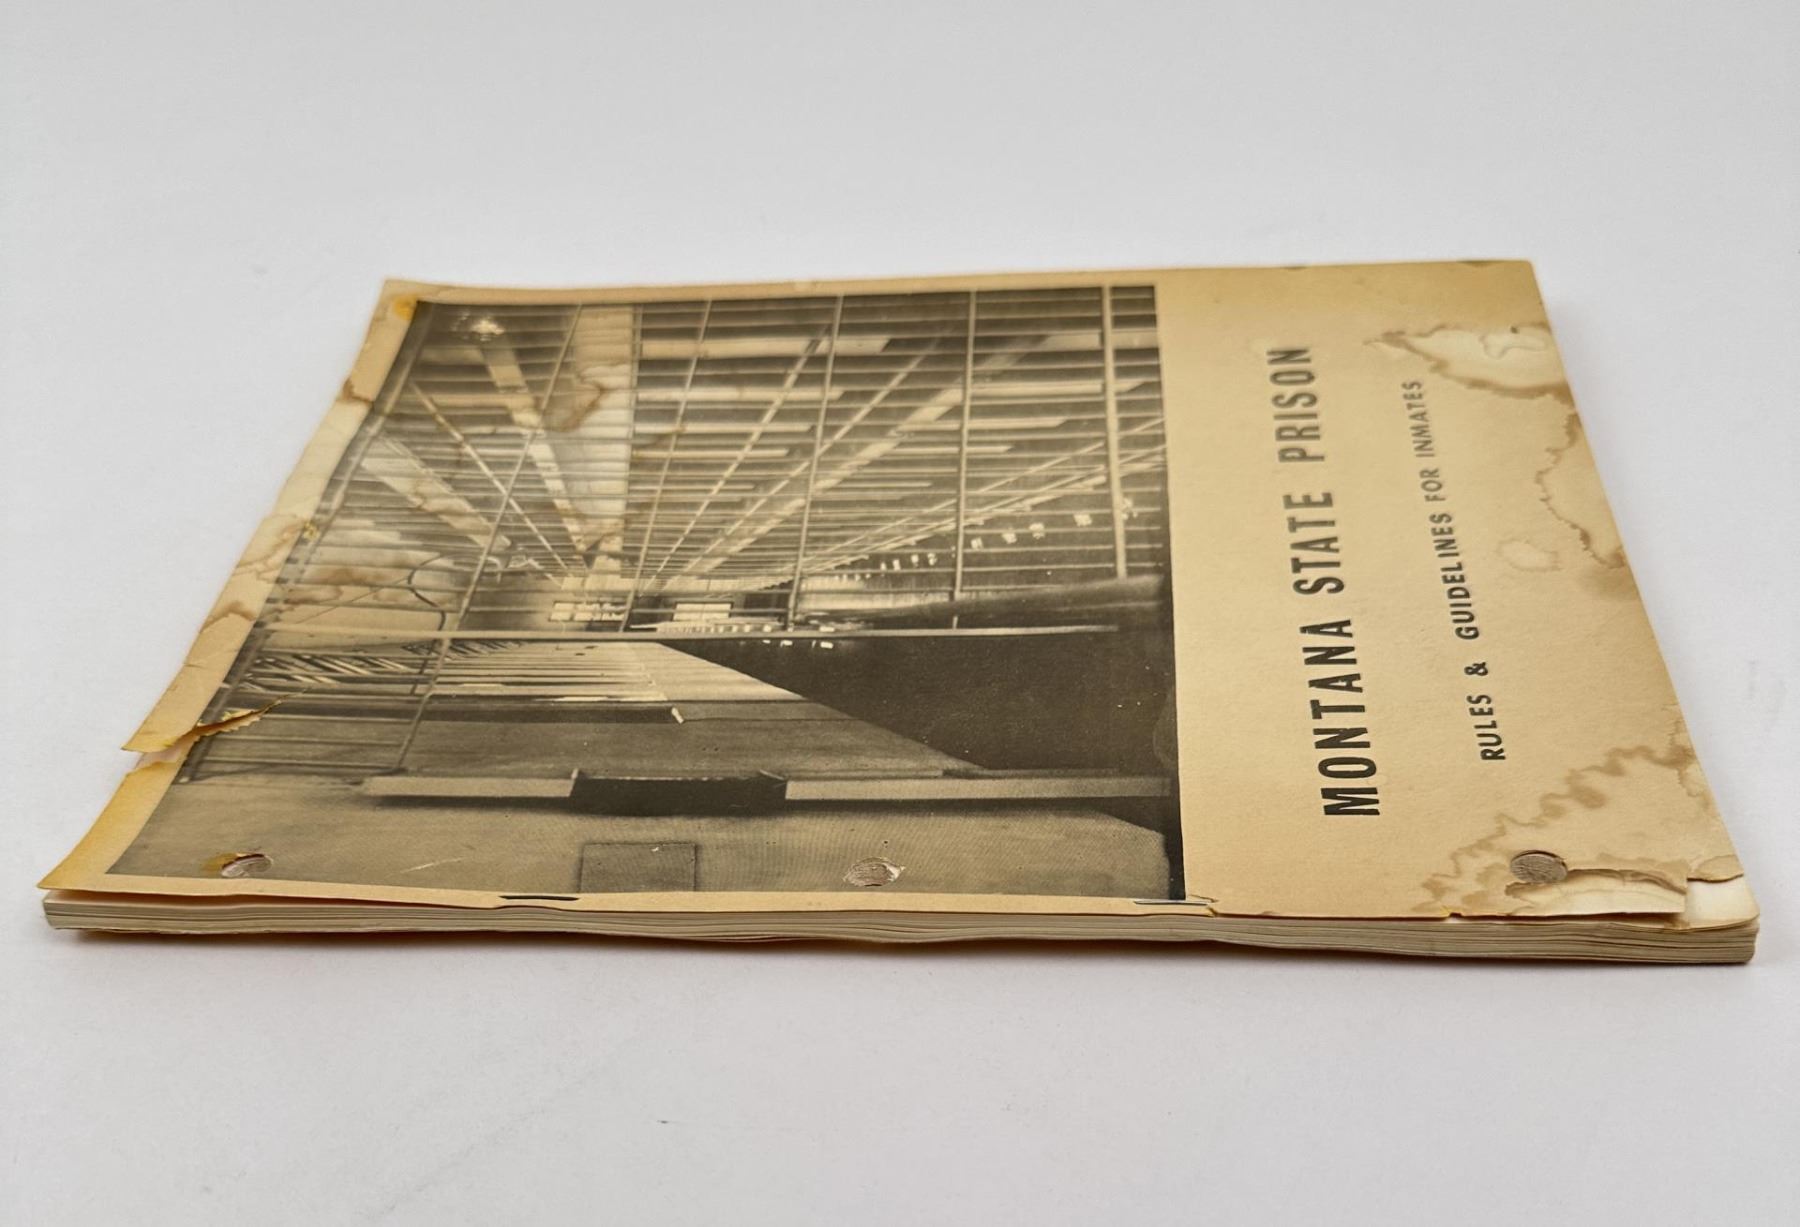 MONTANA STATE PRISON
RULES & GUIDELINES FOR INMATES